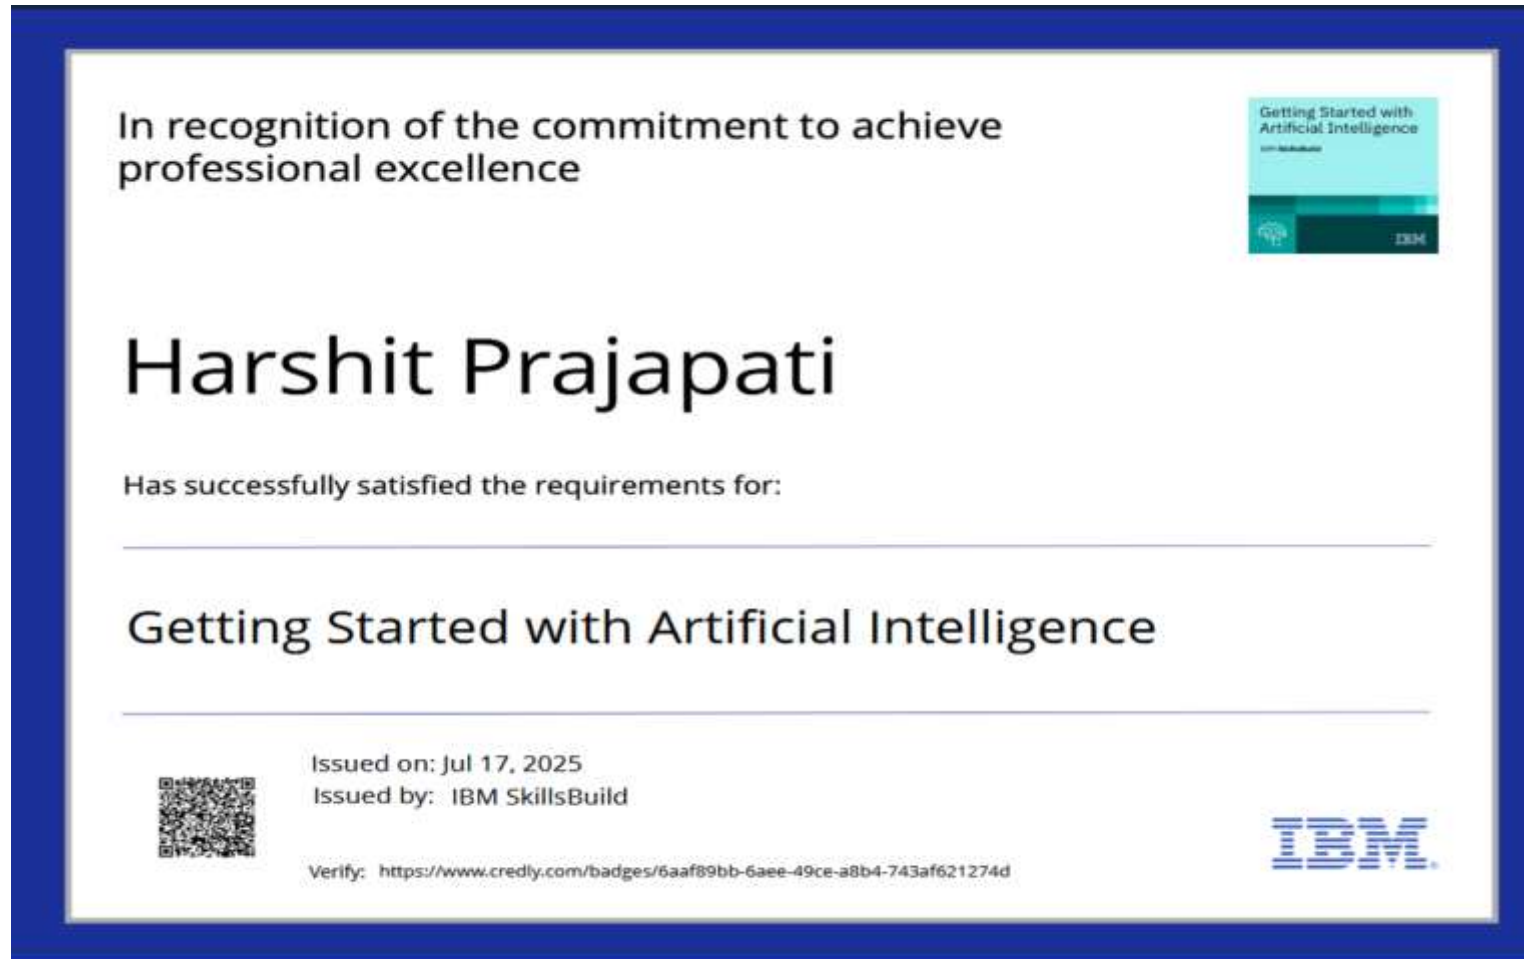 In recognition of the commitment to achieve
professional excellence
Getting Started with
Artificial Intelligence
IBM
Harshit Prajapati
Has successfully satisfied the requirements for:
Getting Started with Artificial Intelligence
Issued on: Jul 17, 2025
Issued by: IBM SkillsBuild
Verify: https://www.credly.com/badges/6aaf89bb-6aee-49ce-a8b4-743af621274d
IBM.